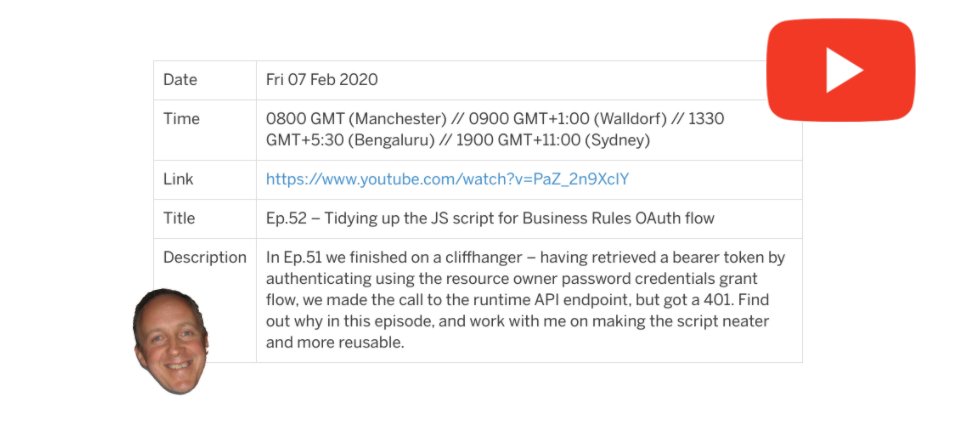 Date
Fri 07 Feb 2020
Time
0800 GMT (Manchester) // 0900 GMT+1:00 (Walldorf) // 1330
GMT+5:30 (Bengaluru) // 1900 GMT+11:00 (Sydney)
Link
https://www.youtube.com/watch?v=PaZ_2n9XcIY
Title
Ep.52 – Tidying up the JS script for Business Rules OAuth flow
Description
In Ep.51 we finished on a cliffhanger – having retrieved a bearer token by
authenticating using the resource owner password credentials grant
flow, we made the call to the runtime API endpoint, but got a 401. Find
out why in this episode, and work with me on making the script neater
and more reusable.